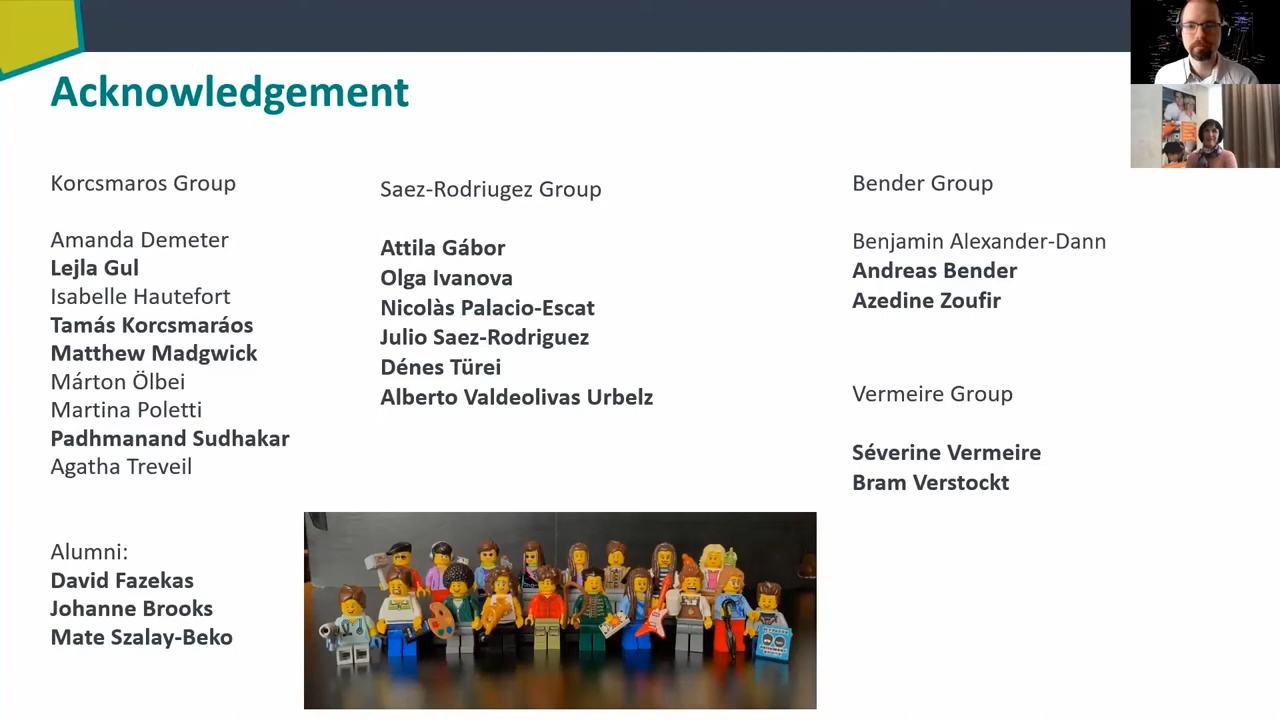 Acknowledgement
Korcsmaros Group
Amanda Demeter
Lejla Gul
Isabelle Hautefort
Tamás Korcsmaráos
Matthew Madgwick
Márton Ölbei
Martina Poletti
Padhmanand Sudhakar
Agatha Treveil
Alumni:
David Fazekas
Johanne Brooks
Mate Szalay-Beko
Saez-Rodriugez Group
Attila Gábor
Olga Ivanova
Nicolàs Palacio-Escat
Julio Saez-Rodriguez
Dénes Türei
Alberto Valdeolivas Urbelz
Bender Group
Benjamin Alexander-Dann
Andreas Bender
Azedine Zoufir
Vermeire Group
Séverine Vermeire
Bram Verstockt